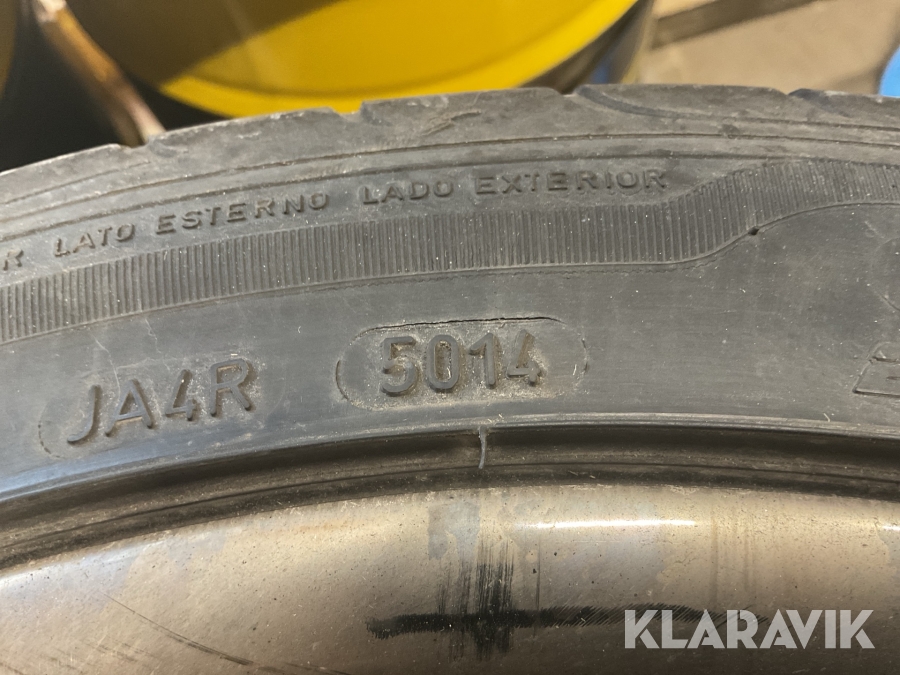 LATO ESTERNO LADO EXTERIOR
JA4R 5014
KLARAVIK